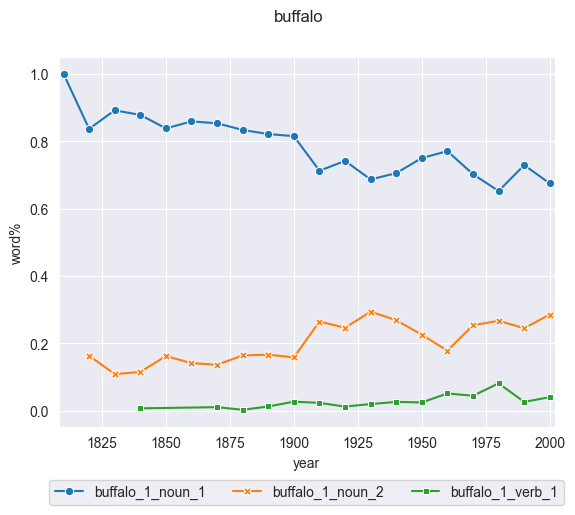 buffalo
1.0
0.8
0.6
0.4
0.2
0.0
word%
1825 1850 1875 1900 1925 1950 1975 2000
year
buffalo_1_noun_1 buffalo_1_noun_2 buffalo_1_verb_1